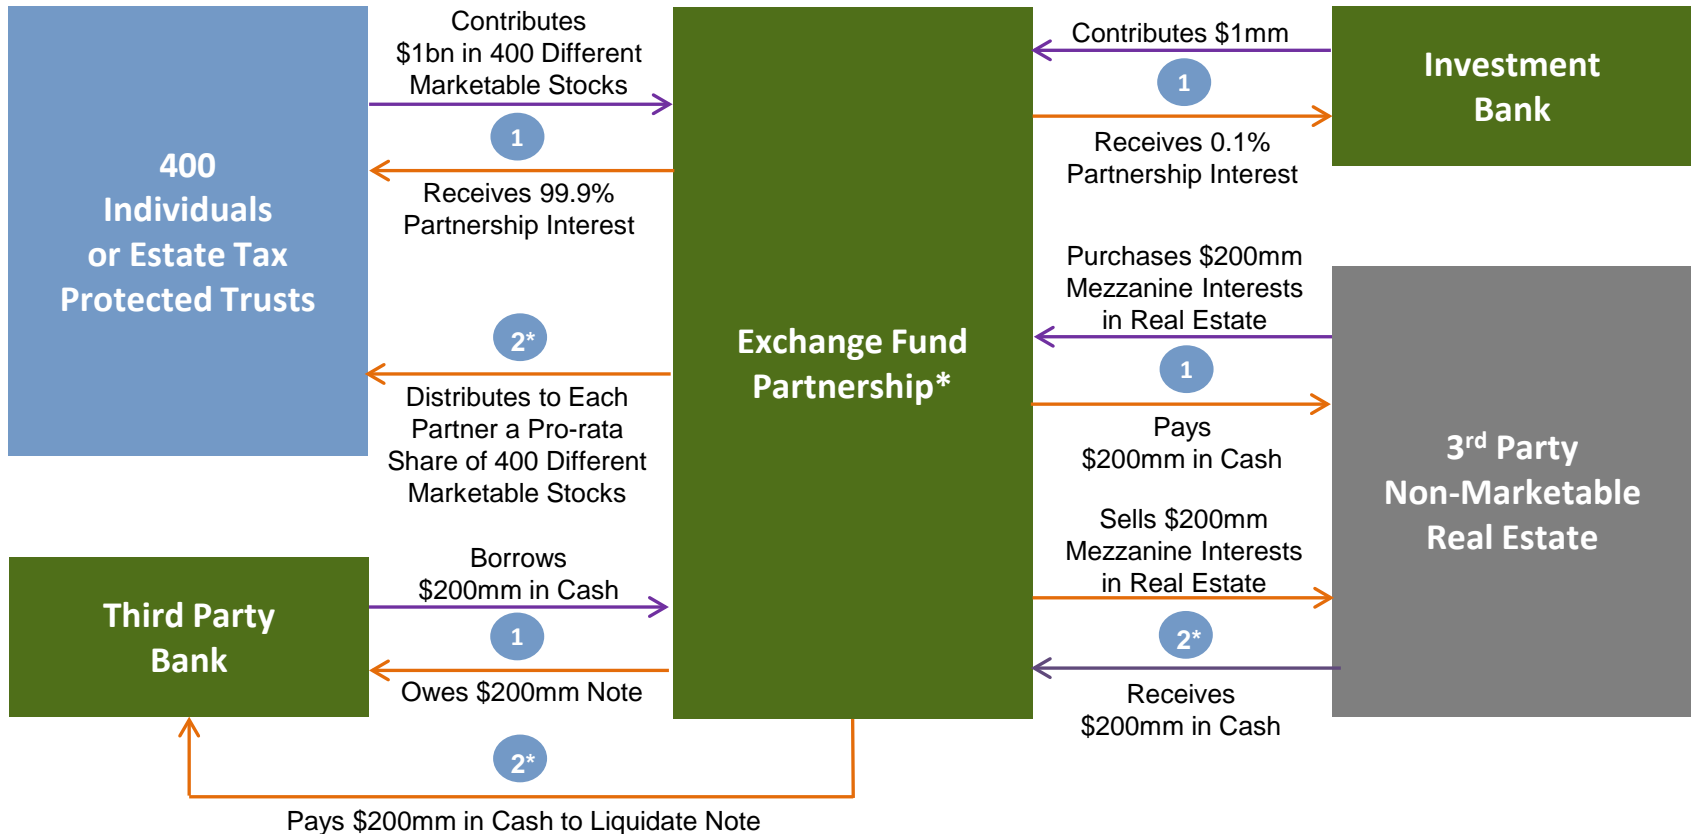 Contributes
$1bn in 400 Different
Marketable Stocks
1
Receives 99.9%
Partnership Interest
400
Individuals
or Estate Tax
Protected Trusts
2*
Distributes to Each
Partner a Pro-rata
Share of 400 Different
Marketable Stocks
Third Party
Bank
Borrows
$200mm in Cash
1
Owes $200mm Note
2*
Pays $200mm in Cash to Liquidate Note
Exchange Fund
Partnership*
Contributes $1mm
1
Receives 0.1%
Partnership Interest
Investment
Bank
Purchases $200mm
Mezzanine Interests
in Real Estate
1
Pays
$200mm in Cash
Sells $200mm
Mezzanine Interests
in Real Estate
2*
Receives
$200mm in Cash
3rd Party
Non-Marketable
Real Estate